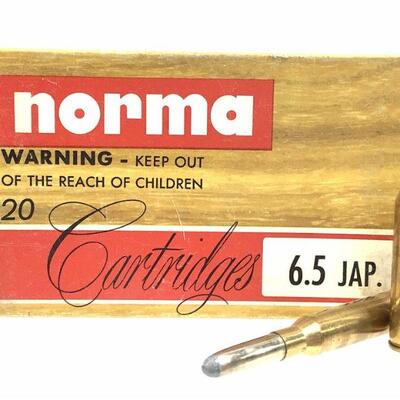 norma
WARNING - KEEP OUT
OF THE REACH OF CHILDREN
20 Cartridges
6.5 JAP.